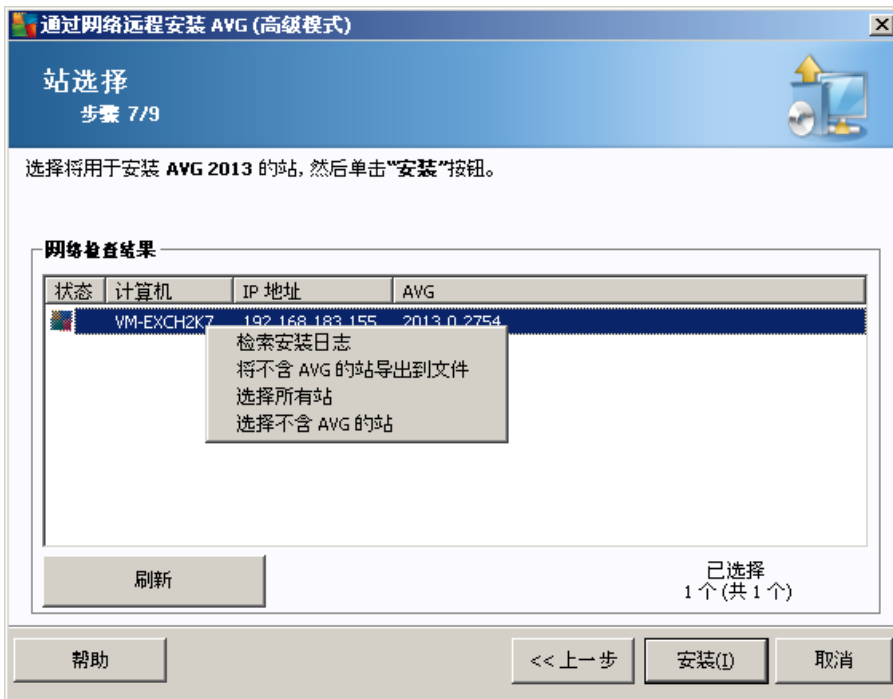 通过网络远程安装 AVG (高级模式)
站选择
步骤 7/9
选择将用于安装 AVG 2013 的站, 然后单击"安装"按钮。
网络检查结果
状态 计算机 IP 地址 AVG
VM-EXCH2K7 192.168.183.155 2013.0.2754
检索安装日志
将不含 AVG 的站导出到文件
选择所有站
选择不含 AVG 的站
刷新
已选择
1 个 (共 1 个)
帮助 << 上一步 安装(I) 取消